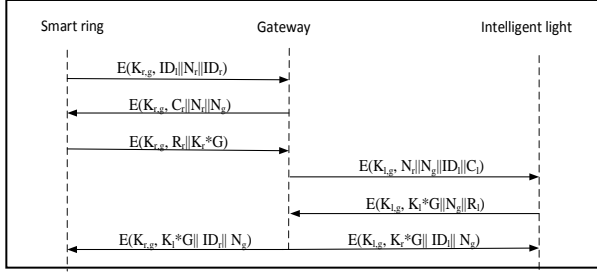 Smart ring Gateway Intelligent light
E(Kr,g, IDl||Nr||IDr)
E(Kr,g, Cr||Nr||Ng)
E(Kr,g, Rr||Kr*G)
E(Kl,g, Nr||Ng||IDl||Cl)
E(Kl,g, Kl*G||Ng||Rl)
E(Kr,g, Kl*G|| IDr|| Ng) E(Kl,g, Kr*G|| IDl|| Ng)